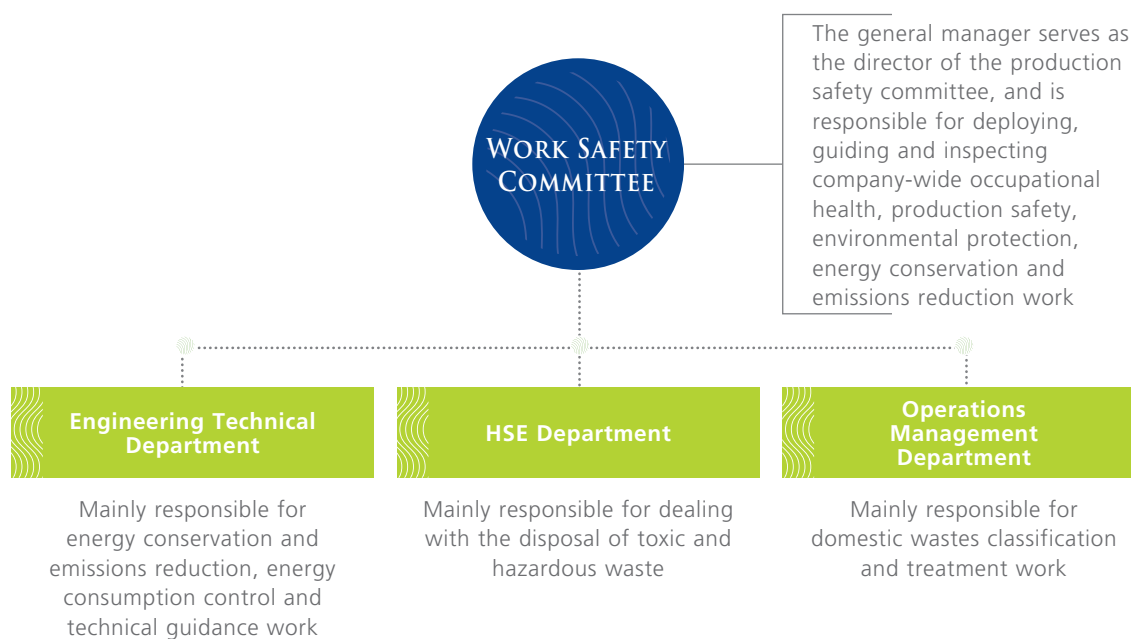 WORK SAFETY
COMMITTEE
The general manager serves as
the director of the production
safety committee, and is
responsible for deploying,
guiding and inspecting
company-wide occupational
health, production safety,
environmental protection,
energy conservation and
emissions reduction work
Engineering Technical
Department
Mainly responsible for
energy conservation and
emissions reduction, energy
consumption control and
technical guidance work
HSE Department
Mainly responsible for dealing
with the disposal of toxic and
hazardous waste
Operations
Management
Department
Mainly responsible for
domestic wastes classification
and treatment work